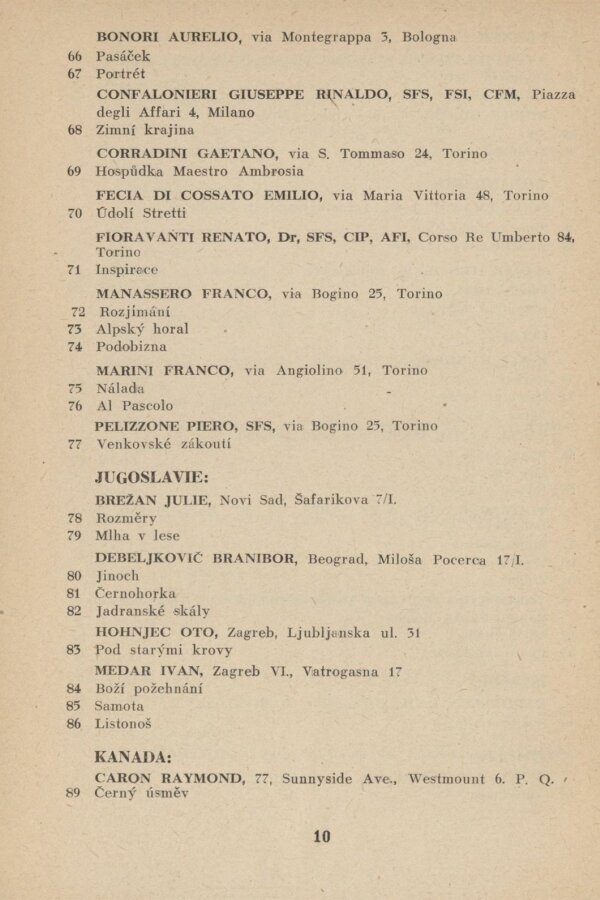 BONORI AURELIO, via Montegrappa 3, Bologna
66 Pasáček
67 Portrét
CONFALONIERI GIUSEPPE RINALDO, SFS, FSI, CFM, Piazza
degli Affari 4, Milano
68 Zimní krajina
CORRADINI GAETANO, via S. Tommaso 24, Torino
69 Hospůdka Maestro Ambrosia
FECIA DI COSSATO EMILIO, via Maria Vittoria 48, Torino
70 Údolí Stretti
FIORAVANTI RENATO, Dr, SFS, CIP, AFI, Corso Re Umberto 84,
Torino
71 Inspirace
MANASSERO FRANCO, via Bogino 25, Torino
72 Rozjímání
73 Alpský horal
74 Podobizna
MARINI FRANCO, via Angiolino 51, Torino
75 Nálada
76 Al Pascolo
PELIZZONE PIERO, SFS, via Bogino 25, Torino
77 Venkovské zákoutí
JUGOSLAVIE:
BREŽAN JULIE, Novi Sad, Šafarikova 7/I.
78 Rozměry
79 Mlha v lese
DEBELJKOVIČ BRANIBOR, Beograd, Miloša Pocerca 17/I.
80 Jinoch
81 Černohorka
82 Jadranské skály
HOHNJEC OTO, Zagreb, Ljubljanska ul. 31
83 Pod starými krovy
MEDAR IVAN, Zagreb VI., Vatrogasna 17
84 Boží požehnání
85 Samota
86 Listonoš
KANADA:
CARON RAYMOND, 77, Sunnyside Ave., Westmount 6. P. Q.
89 Černý úsměv
10